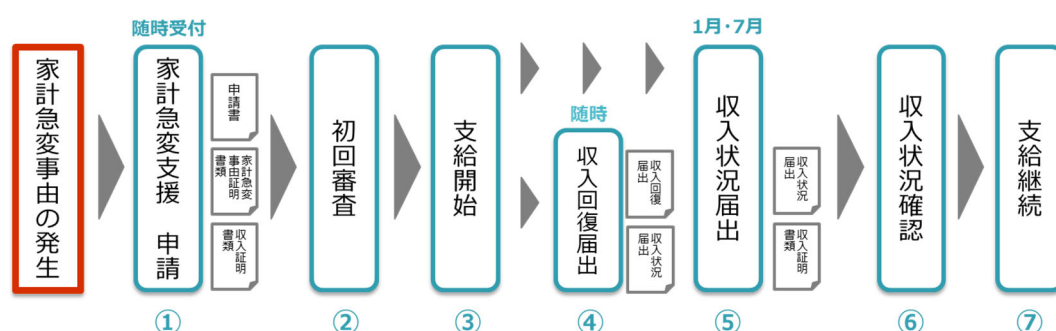 家計急変事由の発生
随時受付
家計急変支援 申請
申請書
家計急変
事由証明
書類
収入証明
書類
①
初回審査
②
支給開始
③
随時
収入回復届出
収入回復
届出
収入状況
届出
④
1月・7月
収入状況届出
収入状況
届出
収入証明
書類
⑤
収入状況確認
⑥
支給継続
⑦